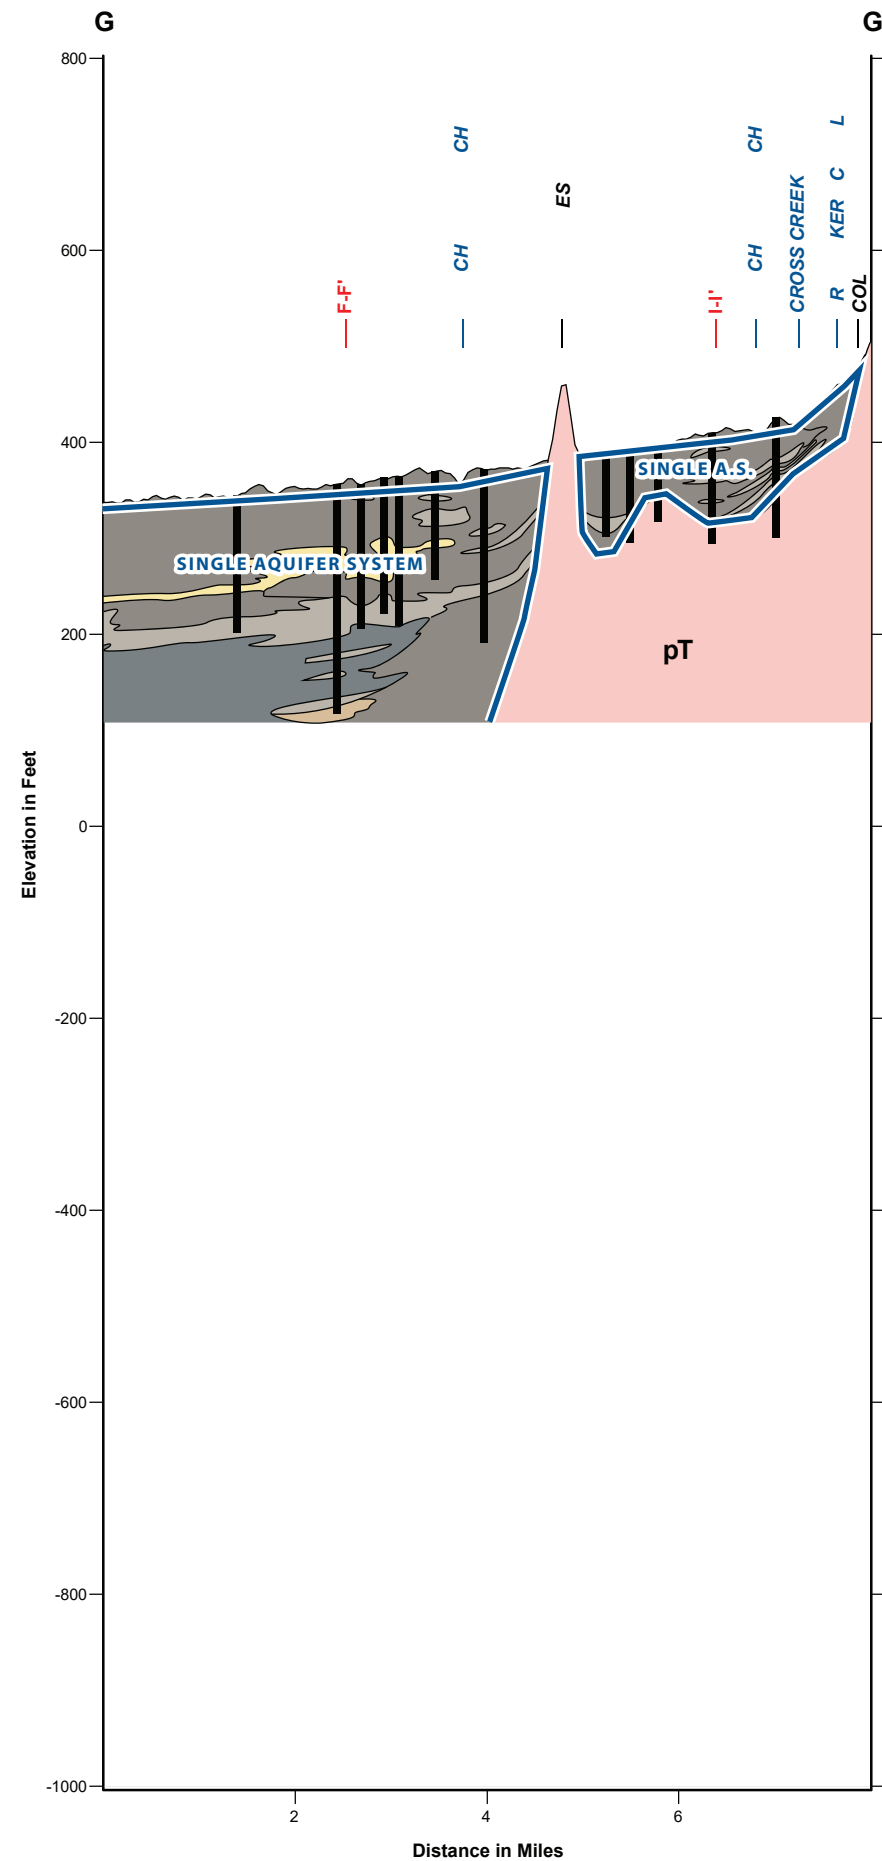 G
G
800
600
400
200
0
-200
-400
-600
-800
-1000
Elevation in Feet
F-F'
CH
CH
ES
I-I'
CH
CH
CROSS CREEK
R KER C L
COL
SINGLE AQUIFER SYSTEM
SINGLE A.S.
pT
2
4
6
Distance in Miles